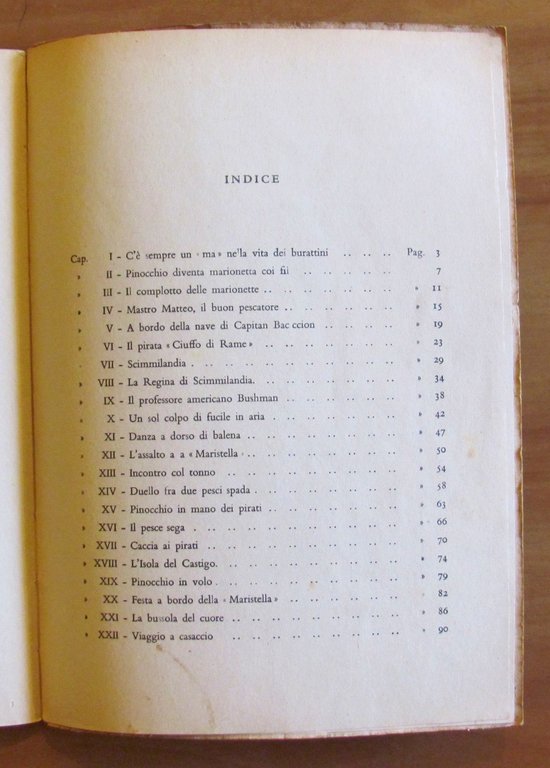 INDICE
Cap. I - C'è sempre un «ma» ne'la vita dei burattini .. .. Pag. 3
» II - Pinocchio diventa marionetta coi fil .. .. .. .. 7
» III - Il complotto delle marionette .. .. .. .. .. » 11
» IV - Mastro Matteo, il buon pescatore .. .. .. .. » 15
» V - A bordo della nave di Capitan Bac ccion .. .. .. » 19
» VI - Il pirata «Ciuffo di Rame» .. .. .. .. .. » 23
» VII - Scimmilandia . .. .. .. .. .. .. .. » 29
» VIII - La Regina di Scimmilandia. .. .. .. .. .. » 34
» IX - Il professore americano Bushman .. .. .. .. » 38
» X - Un sol colpo di fucile in aria .. .. .. .. .. » 42
» XI - Danza a dorso di balena .. .. .. .. .. .. » 47
» XII - L'assalto a a «Maristella» .. .. .. .. .. .. » 50
» XIII - Incontro col tonno .. .. .. .. .. .. » 54
» XIV - Duello fra due pesci spada . .. .. .. .. .. » 58
» XV - Pinocchio in mano dei pirati .. .. .. .. .. » 63
» XVI - Il pesce sega . .. .. .. .. .. .. .. » 66
» XVII - Caccia ai pirati .. .. .. .. .. .. .. » 70
» XVIII - L'Isola del Castigo. .. .. .. .. .. .. » 74
» XIX - Pinocchio in volo . .. .. .. .. .. .. » 79
» XX - Festa a bordo della «Maristella» .. .. .. .. » 82
» XXI - La bussola del cuore .. .. .. .. .. .. » 86
» XXII - Viaggio a casaccio .. .. .. .. .. .. » 90